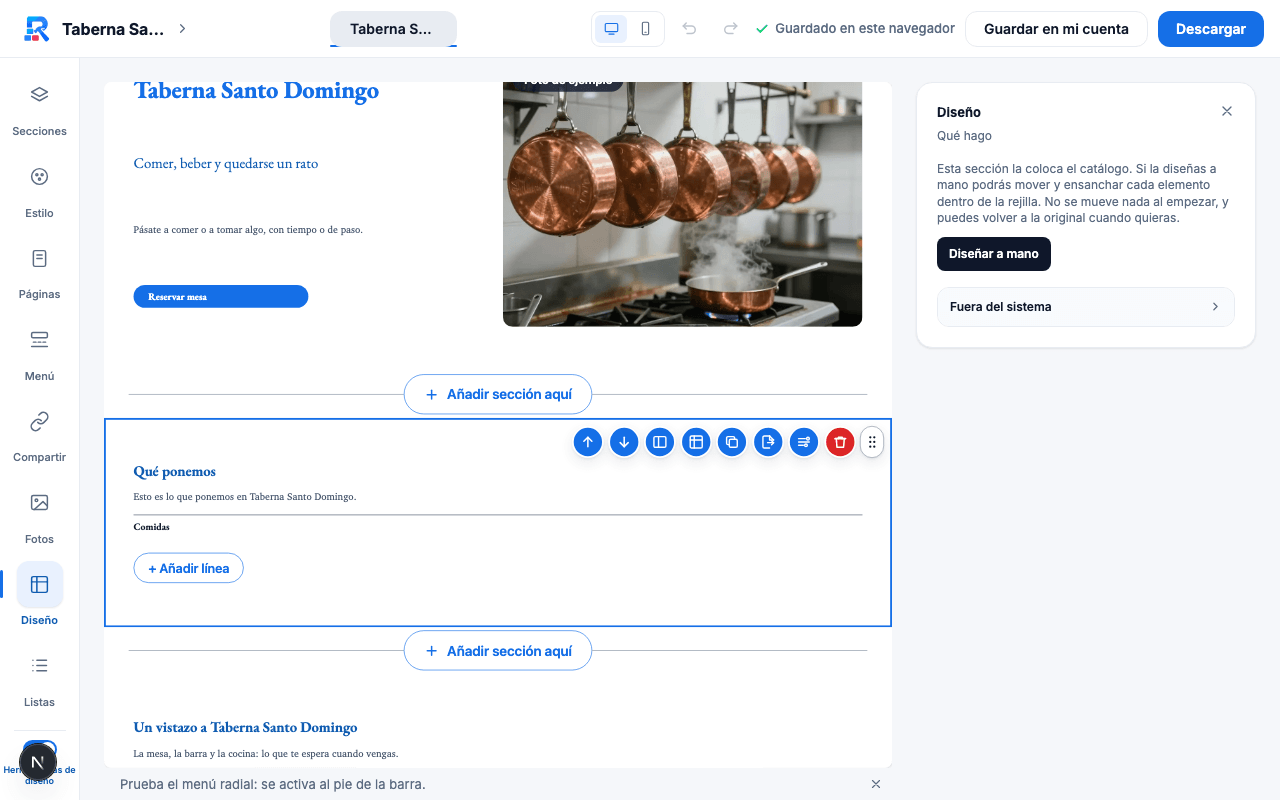 Taberna Sa...
Taberna S...
Guardado en este navegador
Guardar en mi cuenta
Descargar
Secciones
Estilo
Páginas
Menú
Compartir
Fotos
Diseño
Listas
diseño
N
Taberna Santo Domingo
Comer, beber y quedarse un rato
Pásate a comer o a tomar algo, con tiempo o de paso.
Reservar mesa
+ Añadir sección aquí
Qué ponemos
Esto es lo que ponemos en Taberna Santo Domingo.
Comidas
+ Añadir línea
+ Añadir sección aquí
Un vistazo a Taberna Santo Domingo
La mesa, la barra y la cocina: lo que te espera cuando vengas.
Prueba el menú radial: se activa al pie de la barra.
Diseño
Qué hago
Esta sección la coloca el catálogo. Si la diseñas a
mano podrás mover y ensanchar cada elemento
dentro de la rejilla. No se mueve nada al empezar, y
puedes volver a la original cuando quieras.
Diseñar a mano
Fuera del sistema